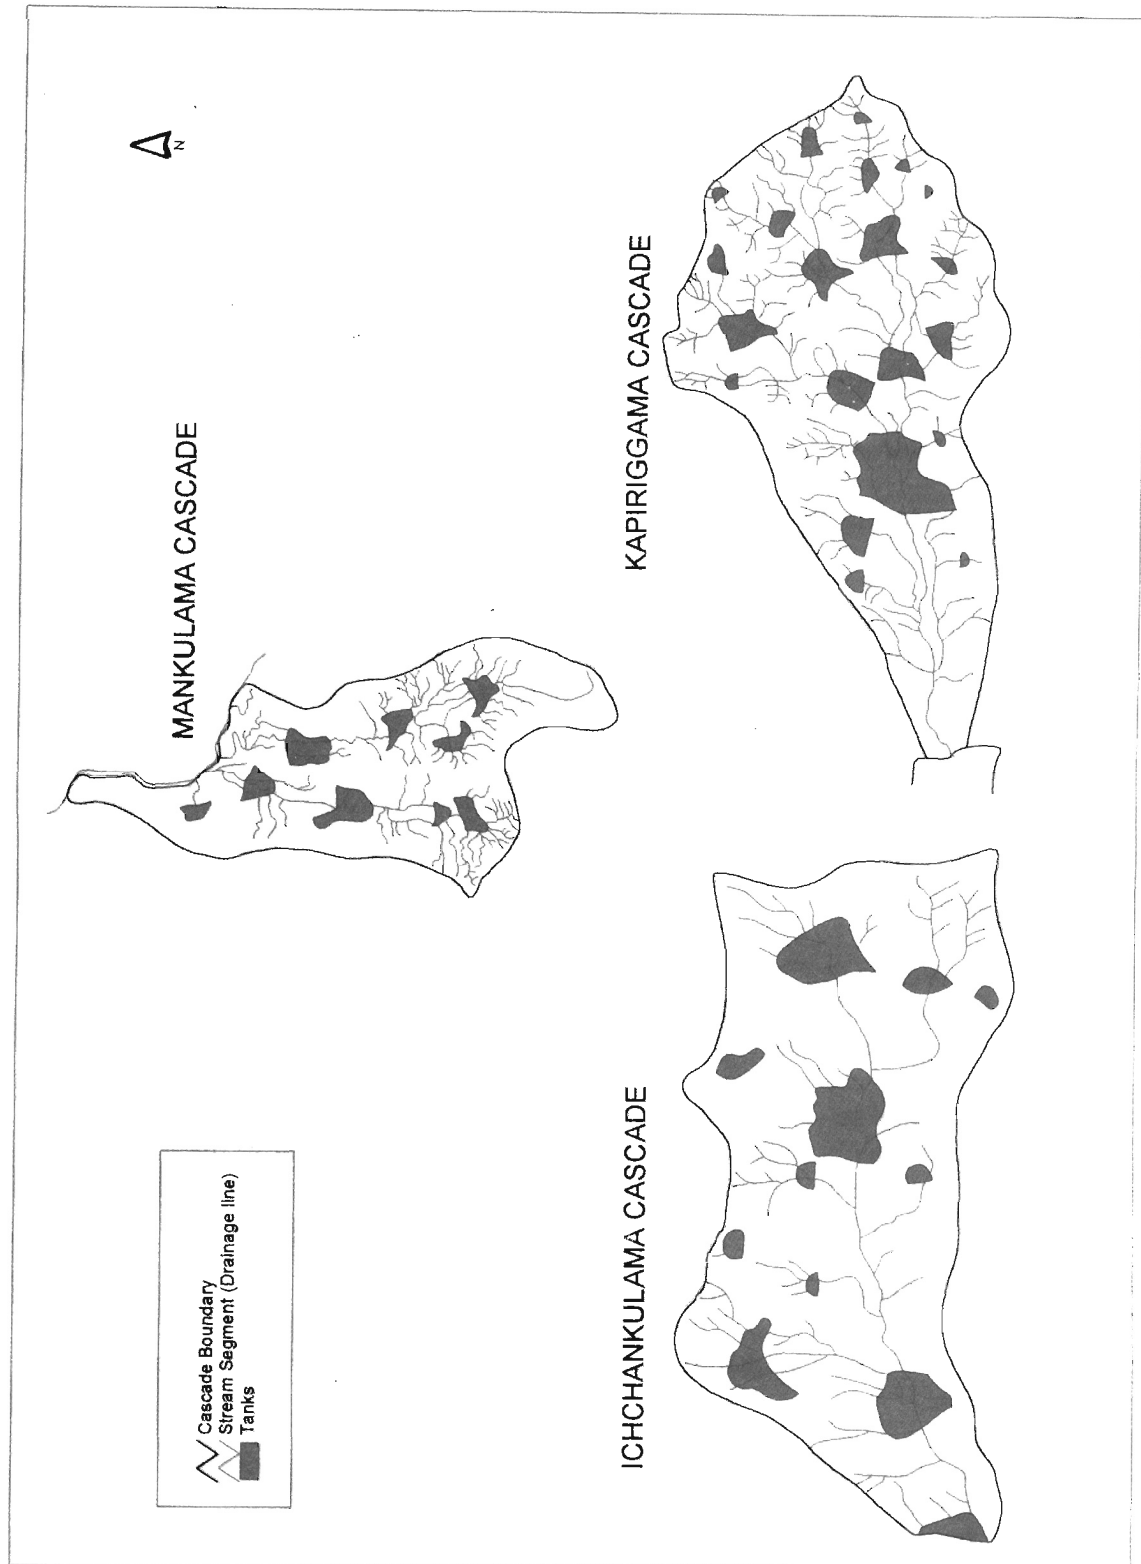 N
MANKULAMA CASCADE
KAPIRIGGAMA CASCADE
ICHCHANKULAMA CASCADE
Cascade Boundary
Stream Segment (Drainage line)
Tanks